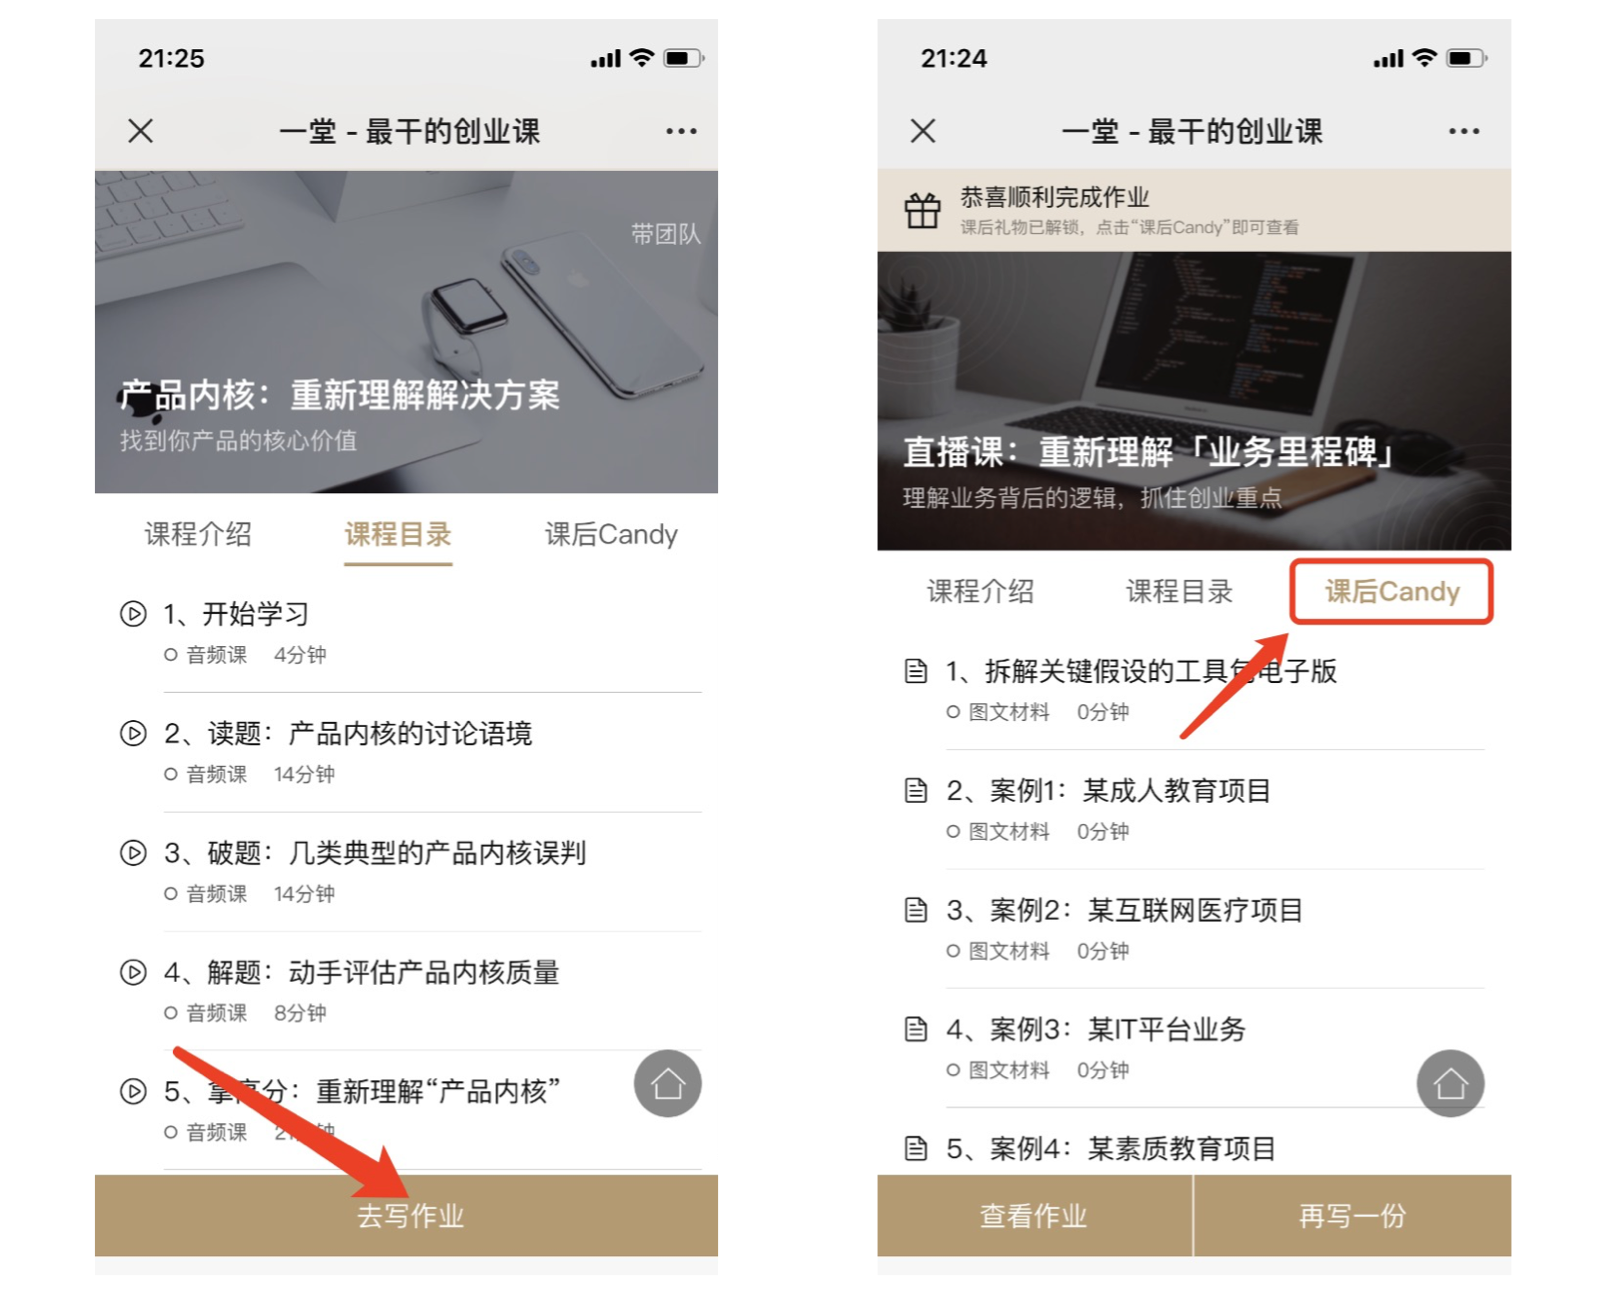 21:25
一堂 - 最干的创业课
带团队
产品内核：重新理解解决方案
找到你产品的核心价值
课程介绍
课程目录
课后Candy
1、开始学习
音频课 4分钟
2、读题：产品内核的讨论语境
音频课 14分钟
3、破题：几类典型的产品内核误判
音频课 14分钟
4、解题：动手评估产品内核质量
音频课 8分钟
5、拿高分：重新理解“产品内核”
音频课
去写作业
21:24
一堂 - 最干的创业课
恭喜顺利完成作业
课后礼物已解锁，点击“课后Candy”即可查看
直播课：重新理解「业务里程碑」
理解业务背后的逻辑，抓住创业重点
课程介绍
课程目录
课后Candy
1、拆解关键假设的工具包电子版
图文材料 0分钟
2、案例1：某成人教育项目
图文材料 0分钟
3、案例2：某互联网医疗项目
图文材料 0分钟
4、案例3：某IT平台业务
图文材料 0分钟
5、案例4：某素质教育项目
查看作业
再写一份